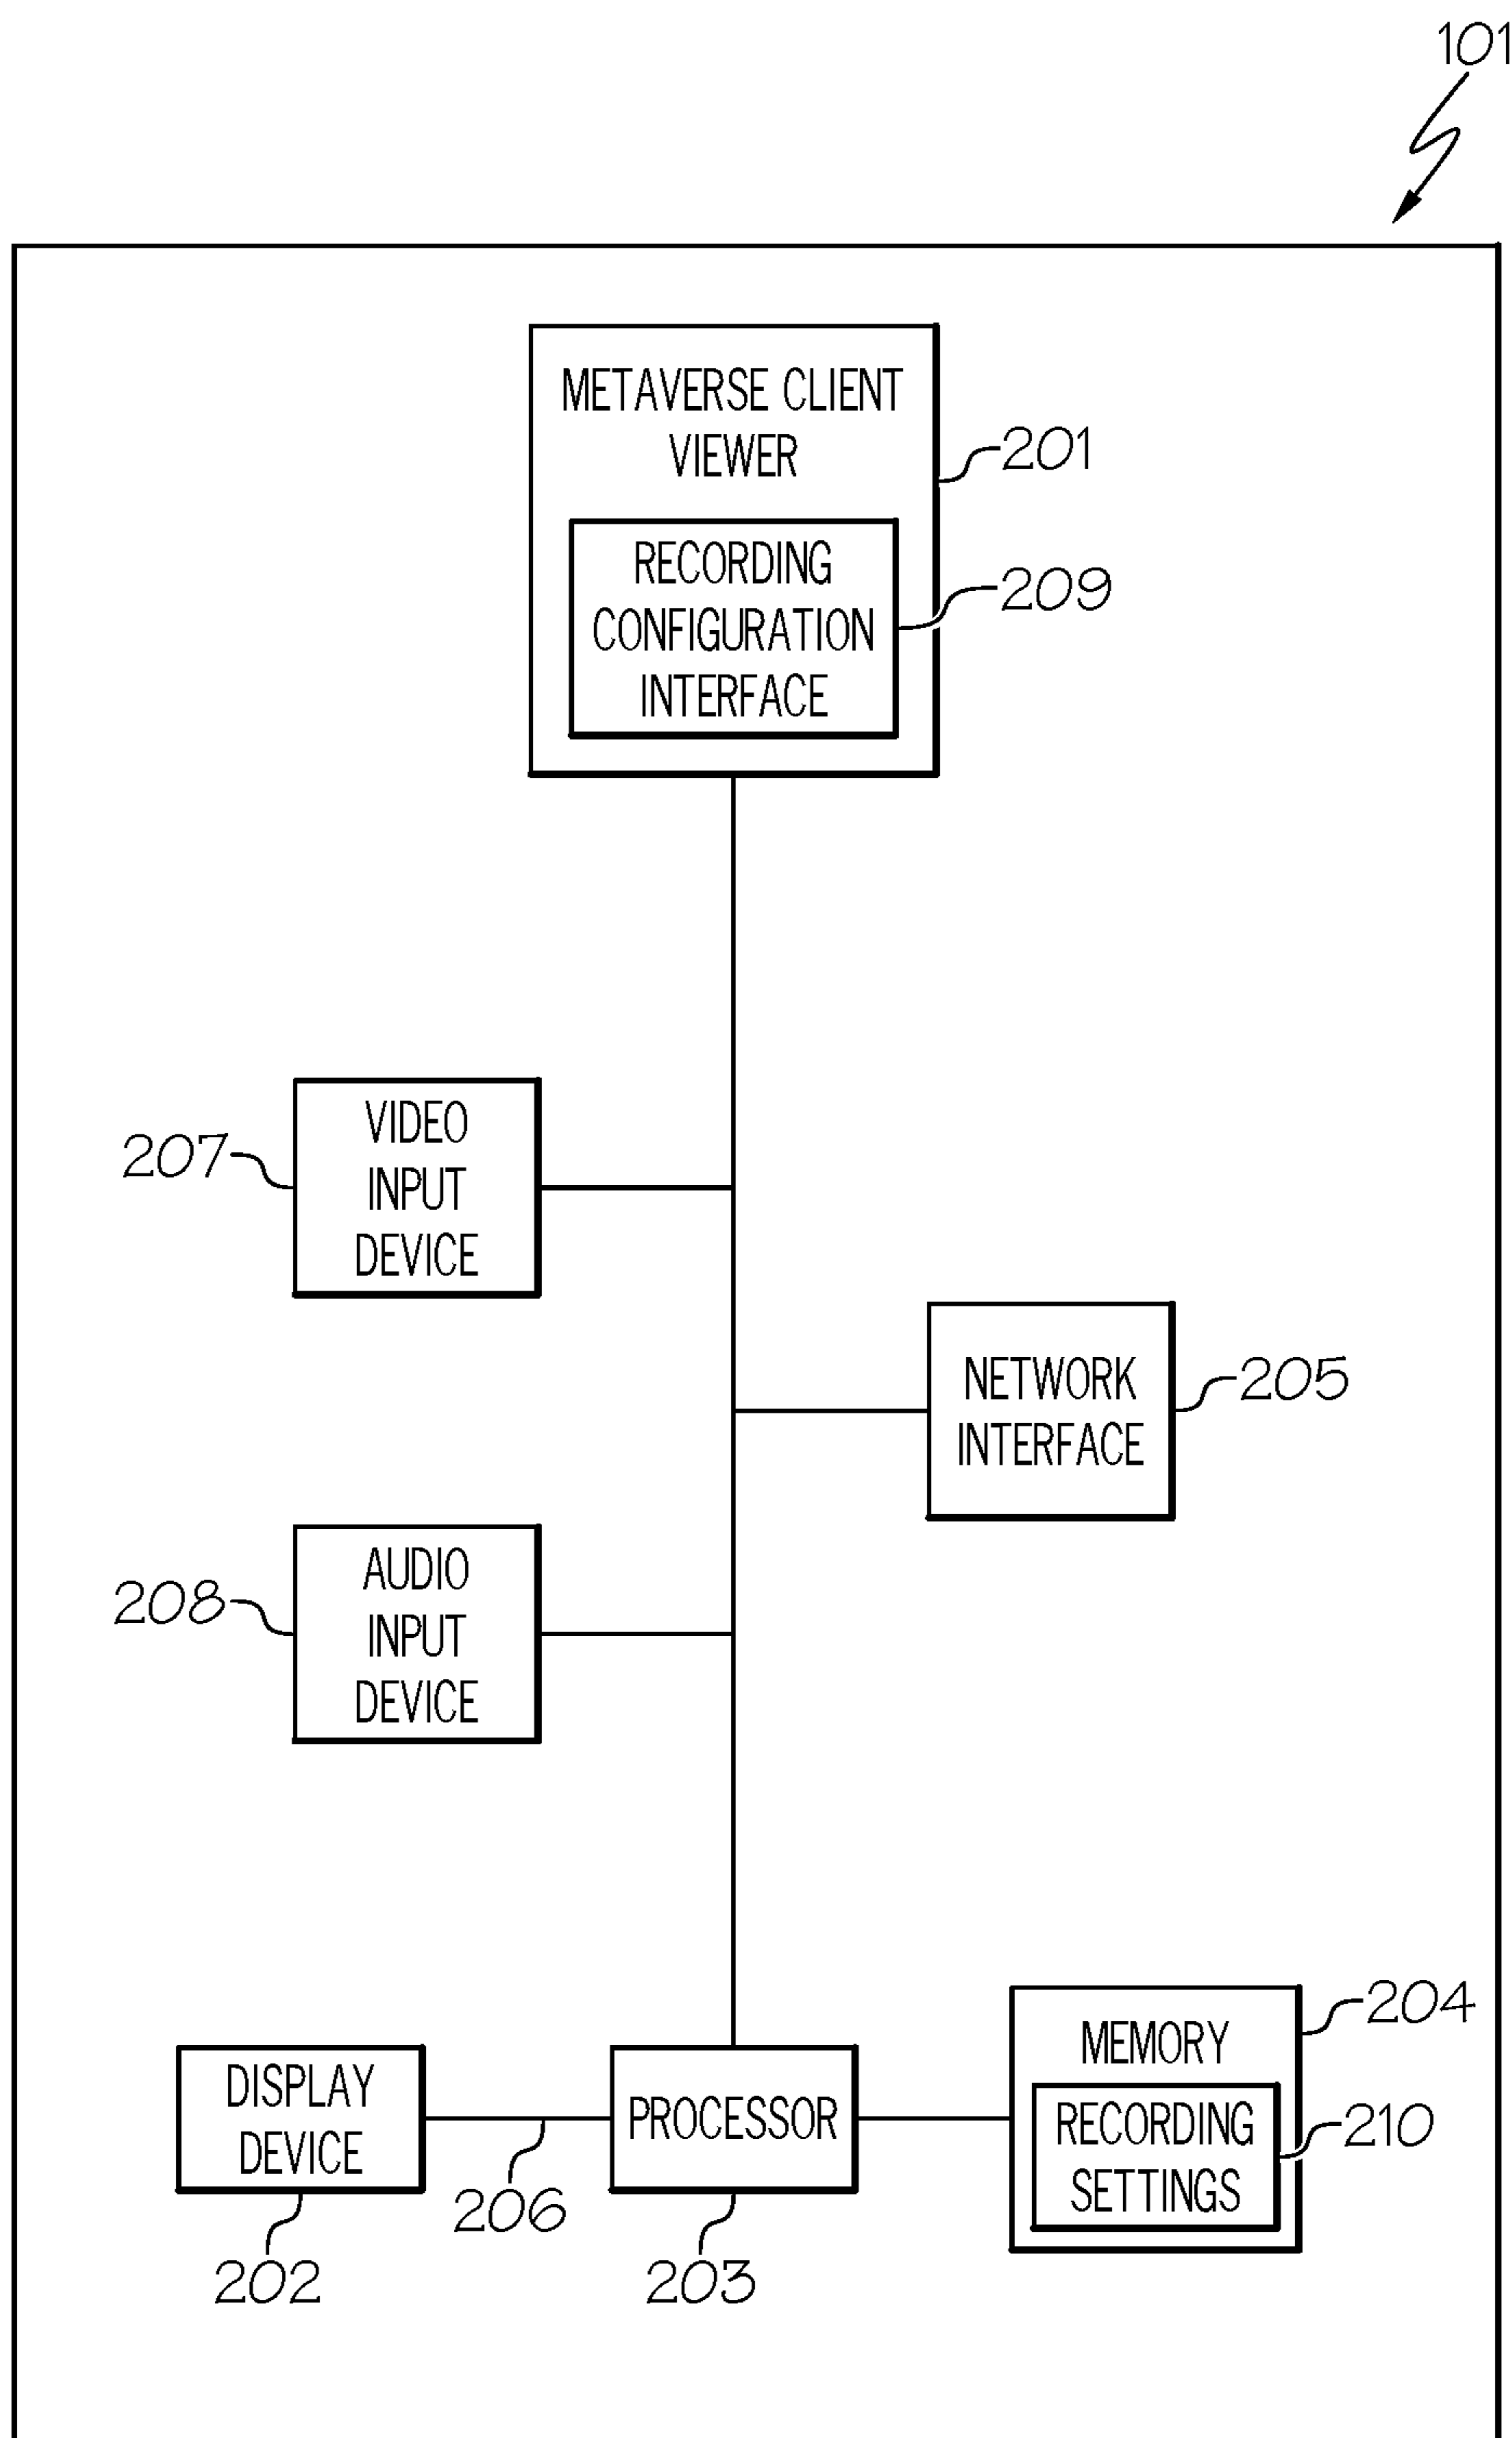 101
METAVERSE CLIENT
VIEWER
201
RECORDING
CONFIGURATION
INTERFACE
209
VIDEO
INPUT
DEVICE
207
NETWORK
INTERFACE
205
AUDIO
INPUT
DEVICE
208
204
MEMORY
DISPLAY
DEVICE
PROCESSOR
RECORDING
SETTINGS
210
206
202
203